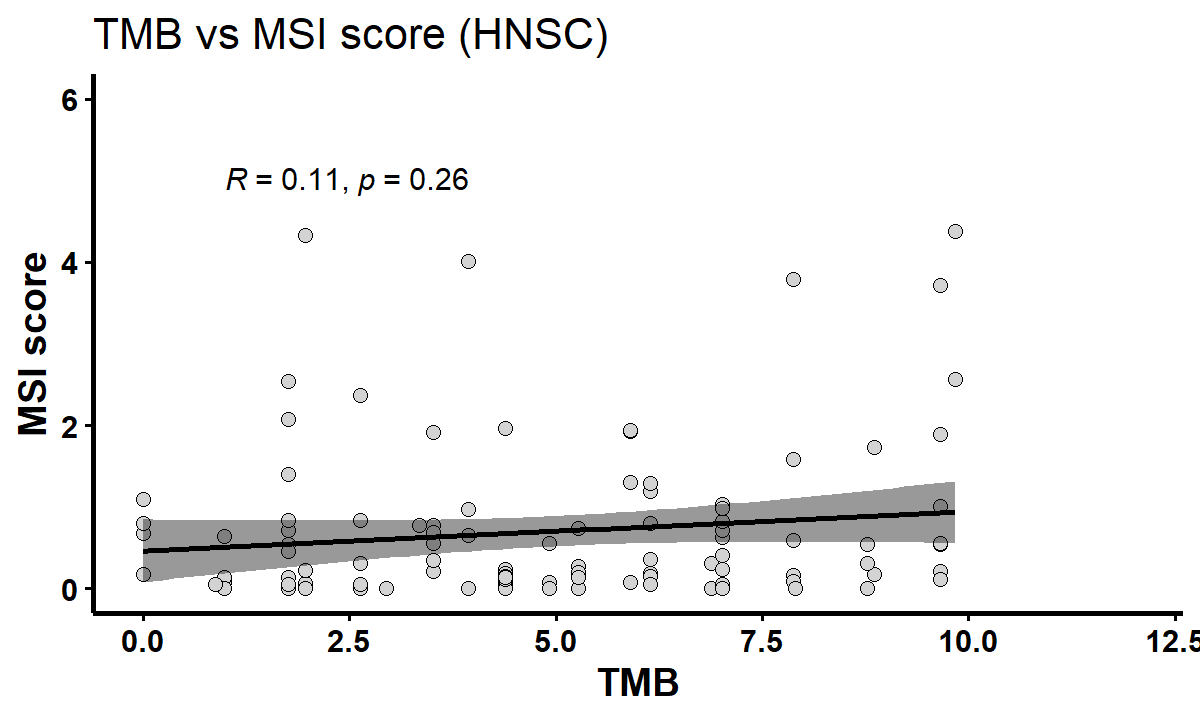 TMB vs MSI score (HNSC)
6
R = 0.11, p = 0.26
4
MSI score
2
0
0.0 2.5 5.0 7.5 10.0 12.5
TMB